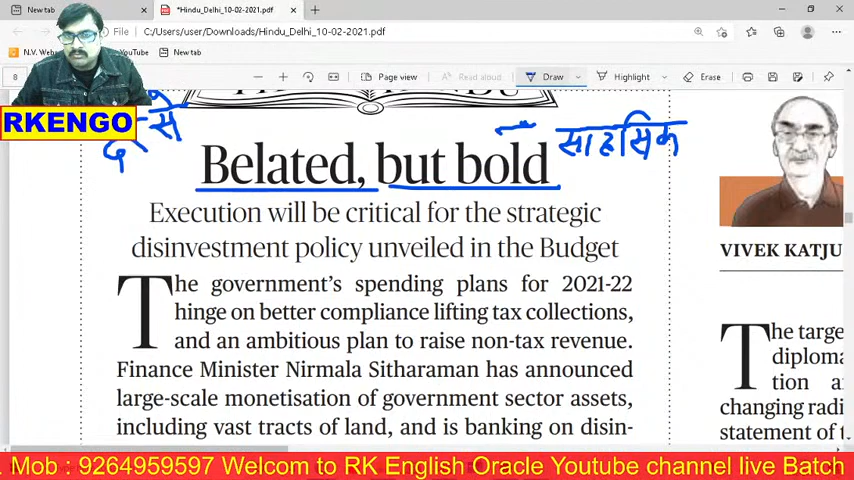 New tab
*Hindu_Delhi_10-02-2021.pdf
File
C:/Users/user/Downloads/Hindu_Delhi_10-02-2021.pdf
N.V. Webs
YouTube
New tab
8
Page view
Read aloud
Draw
Highlight
Erase
RKENGO
देर से
साहसिक
Belated, but bold
Execution will be critical for the strategic
disinvestment policy unveiled in the Budget
The government's spending plans for 2021-22
hinge on better compliance lifting tax collections,
and an ambitious plan to raise non-tax revenue.
Finance Minister Nirmala Sitharaman has announced
large-scale monetisation of government sector assets,
including vast tracts of land, and is banking on disin-
VIVEK KATJU
The targe
diploma
tion a
changing radi
statement of t
Mob : 9264959597 Welcom to RK English Oracle Youtube channel live Batch